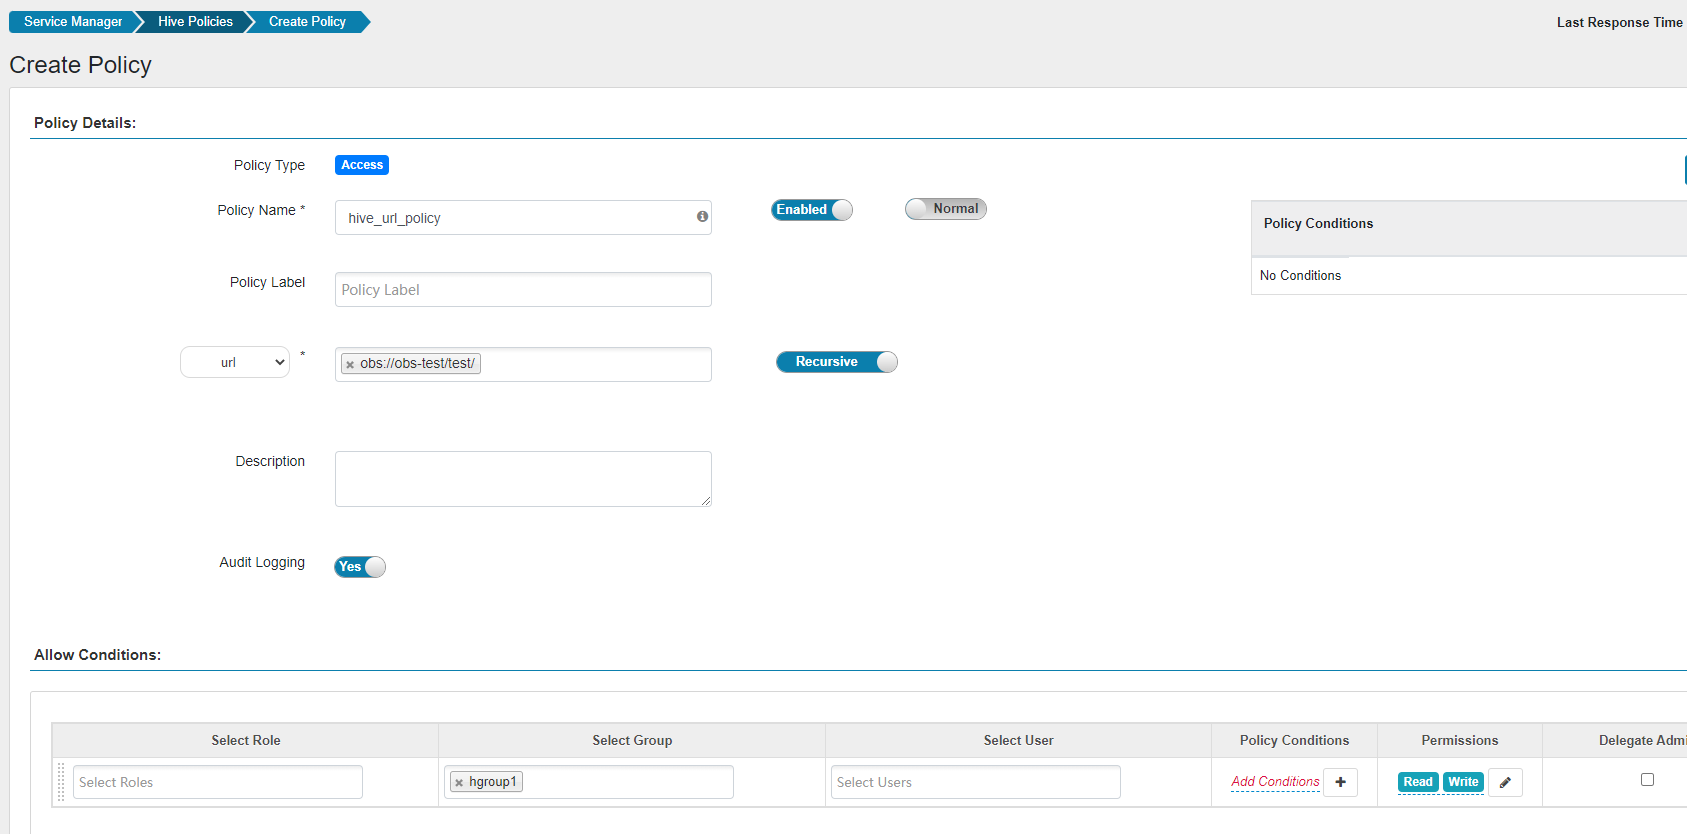 Service Manager Hive Policies Create Policy
Last Response Time
Create Policy
Policy Details:
Policy Type Access
Policy Name * hive_url_policy Enabled Normal
Policy Conditions
No Conditions
Policy Label Policy Label
url * × obs://obs-test/test/ Recursive
Description
Audit Logging Yes
Allow Conditions:
Select Role Select Group Select User Policy Conditions Permissions Delegate Admi
Select Roles × hgroup1 Select Users Add Conditions + Read Write